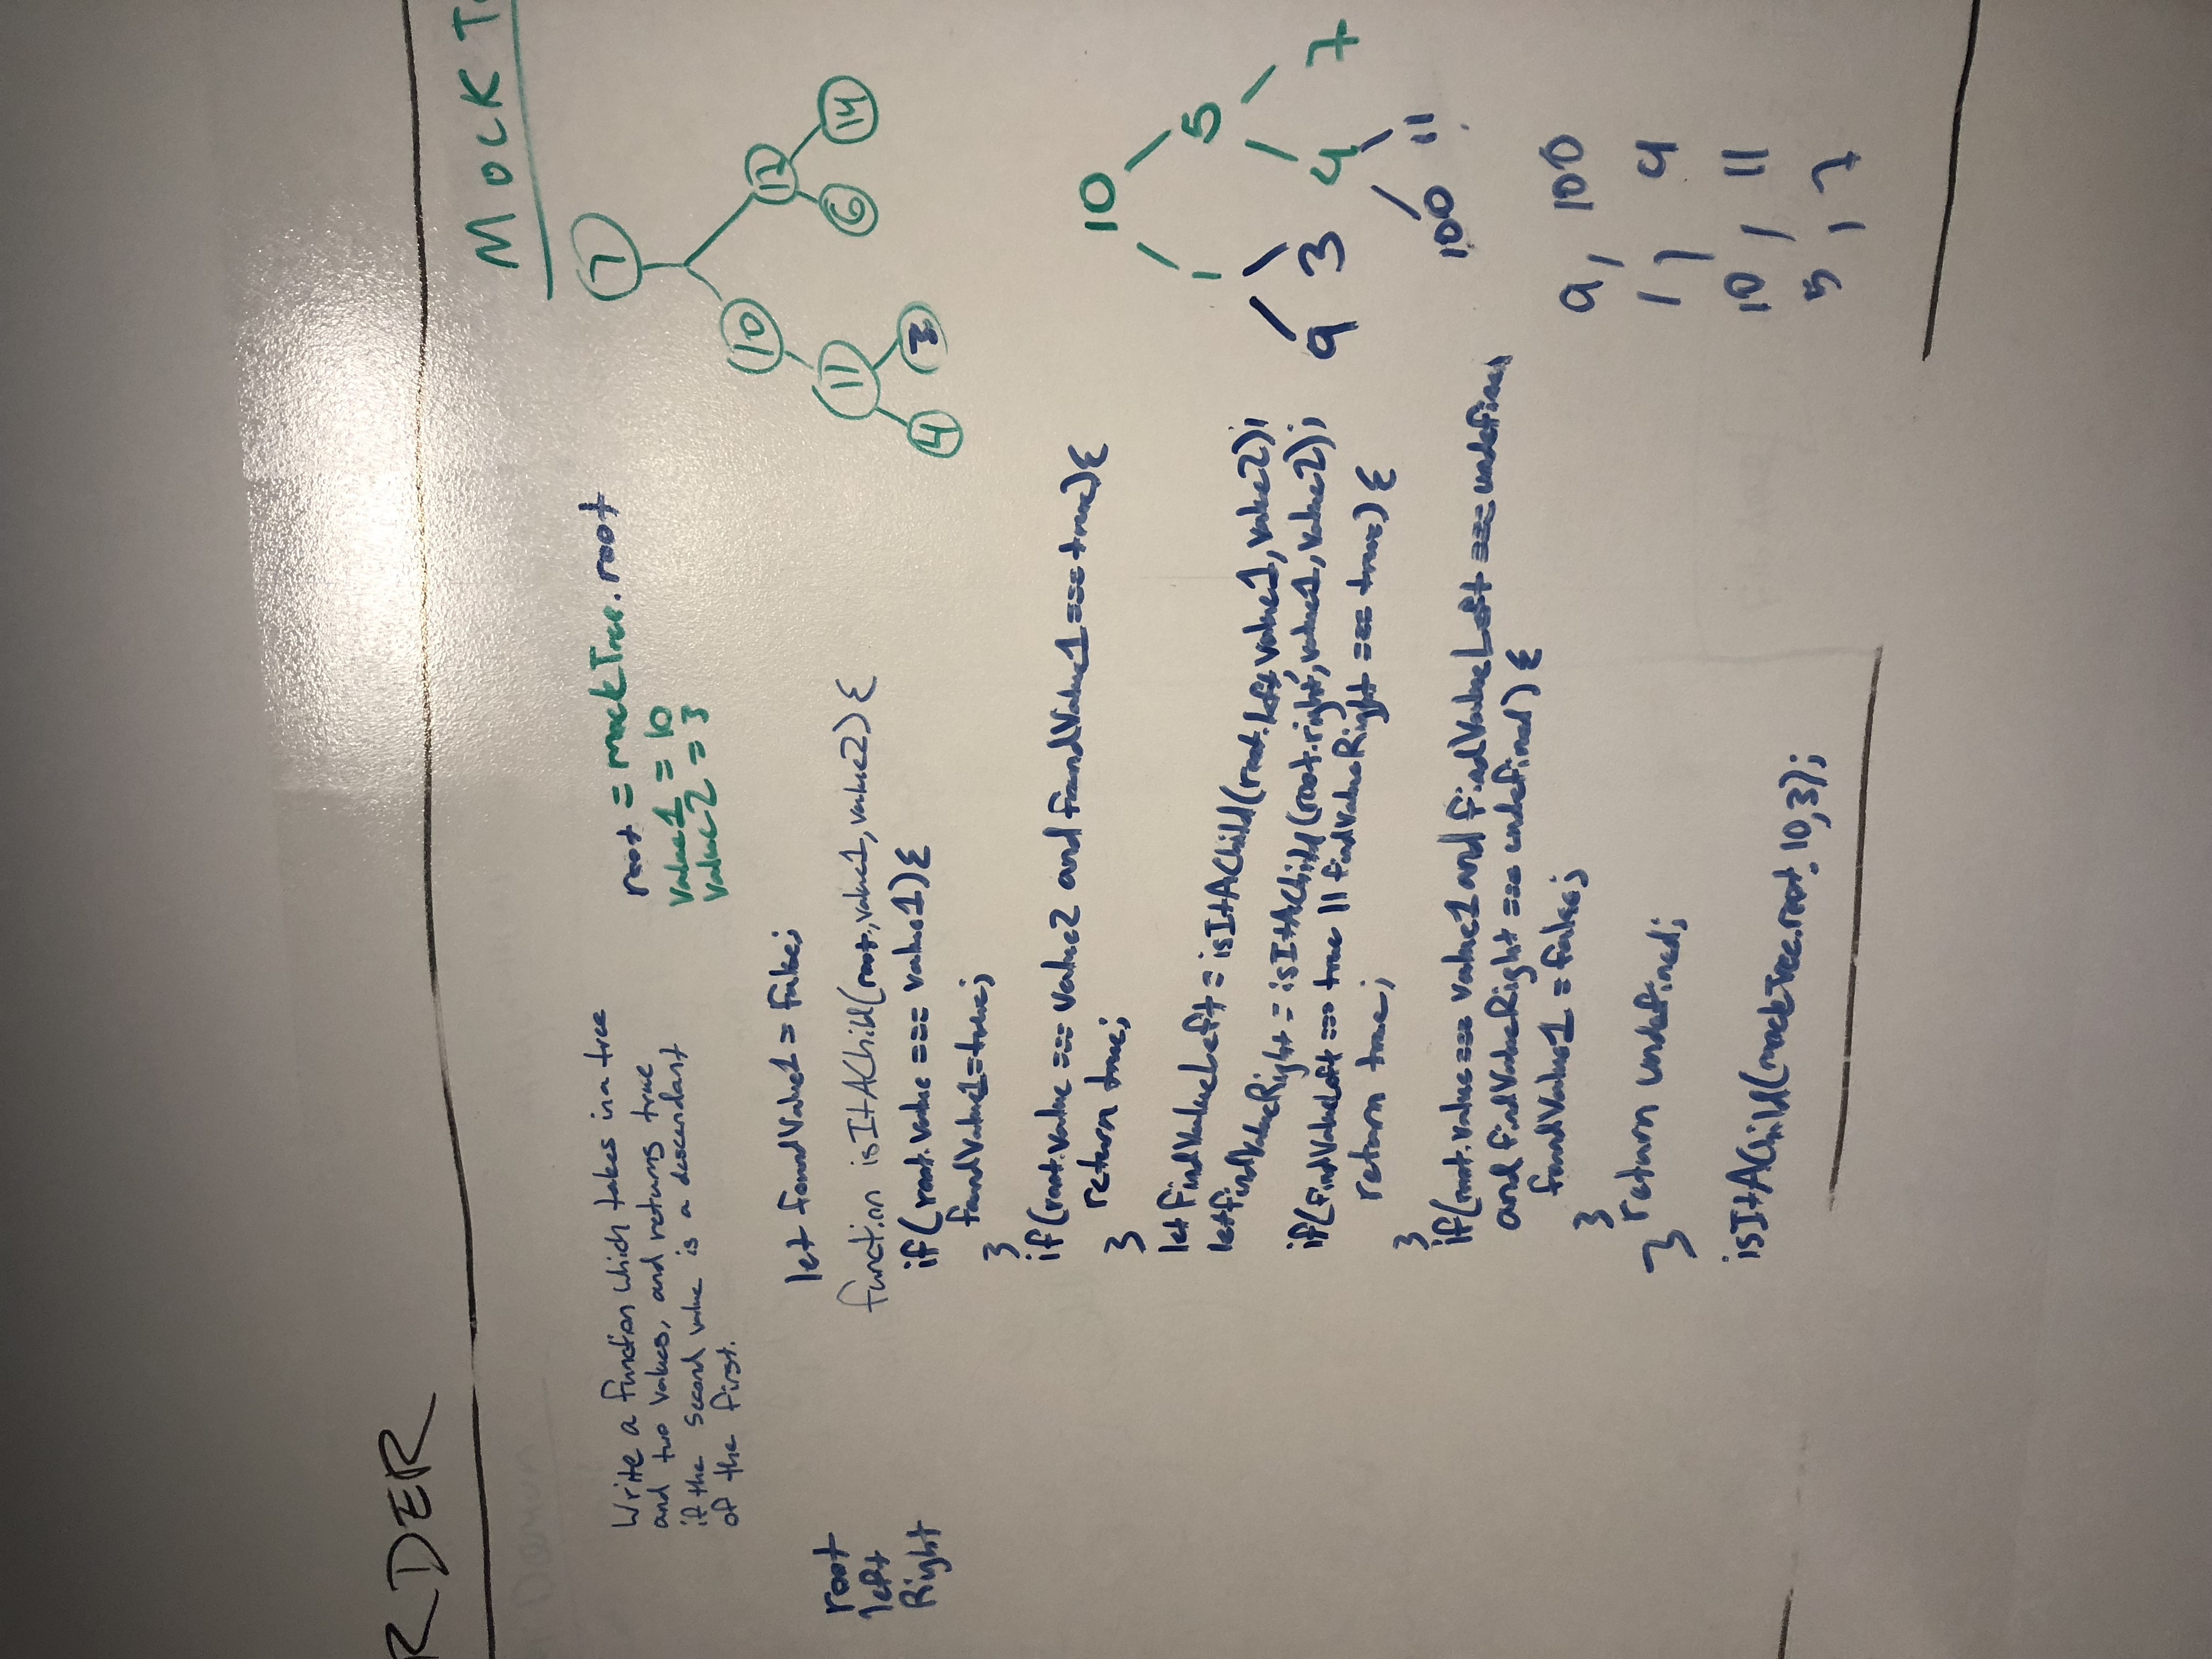 RDER
MOCK T
Write a function which takes in a tree
and two values, and returns true
if the second value is a descendant
of the first.
root = mockTree.root
value1 = 10
value2 = 3
root
left
Right
let foundValue1 = false;
function isItAChild(root, value1, value2) {
if (root.value === value1) {
foundValue1 = true;
}
if (root.value === value2 and foundValue1 === true) {
return true;
}
let findValueLeft = isItAChild(root.left, value1, value2);
let findValueRight = isItAChild(root.right, value1, value2);
if (findValueLeft === true || findValueRight === true) {
return true;
}
if (root.value === value1 and findValueLeft === undefined
and findValueRight === undefined) {
foundValue1 = false;
}
return undefined;
}
isItAChild(mockTree.root, 10, 3);
7
10 12
11 6 14
4 3
10
1 5
9 3 4 7
100 11
9, 100
1, 9
10, 11
5, 7